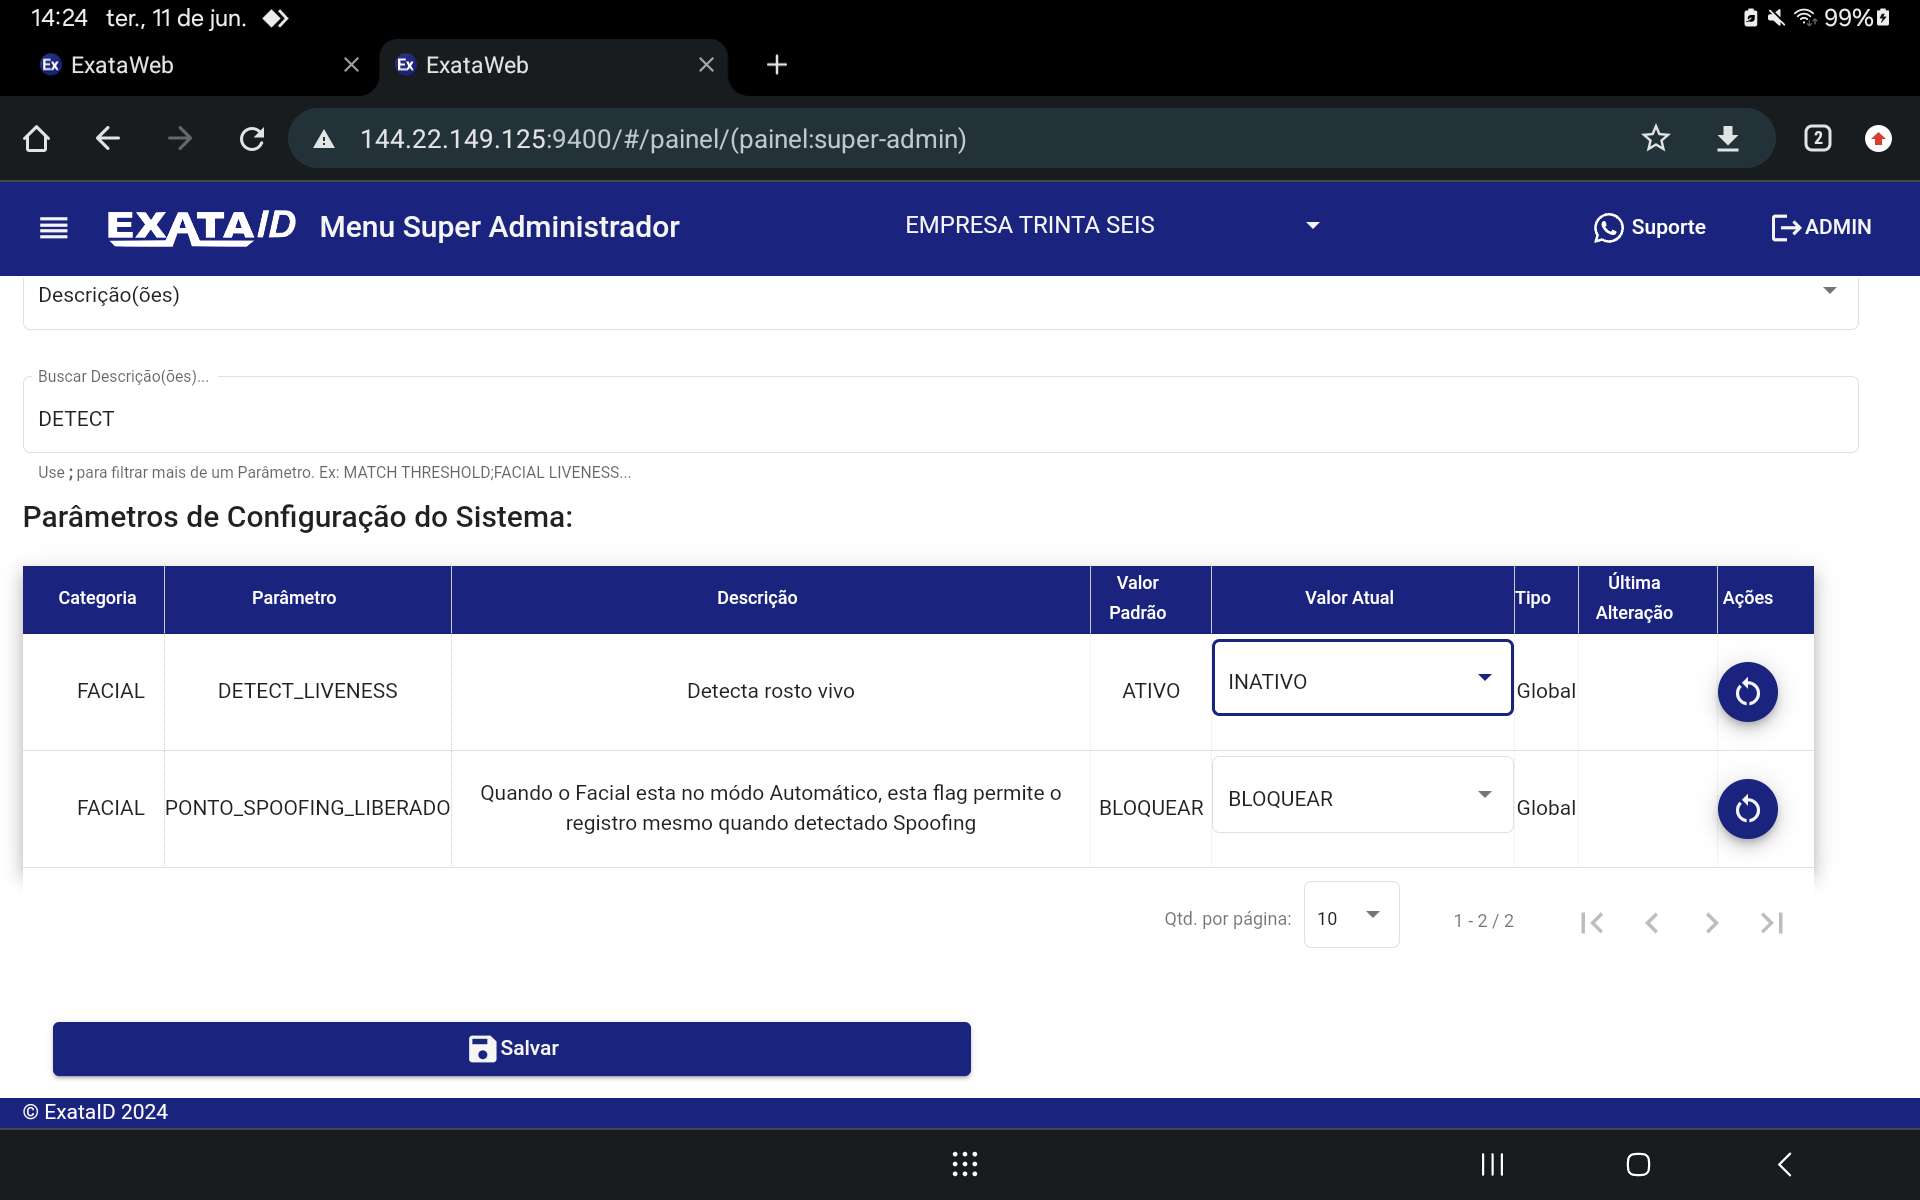 14:24 ter., 11 de jun. 99%
Ex ExataWeb Ex ExataWeb
144.22.149.125:9400/#/painel/(painel:super-admin) 2
EXATAID Menu Super Administrador EMPRESA TRINTA SEIS Suporte ADMIN
Descrição(ões)
Buscar Descrição(ões)...
DETECT
Use ; para filtrar mais de um Parâmetro. Ex: MATCH THRESHOLD;FACIAL LIVENESS...
Parâmetros de Configuração do Sistema:
Categoria Parâmetro Descrição Valor Padrão Valor Atual Tipo Última Alteração Ações
FACIAL DETECT_LIVENESS Detecta rosto vivo ATIVO INATIVO Global
FACIAL PONTO_SPOOFING_LIBERADO Quando o Facial esta no módo Automático, esta flag permite o
registro mesmo quando detectado Spoofing BLOQUEAR BLOQUEAR Global
Qtd. por página: 10 1 - 2 / 2
Salvar
© ExataID 2024